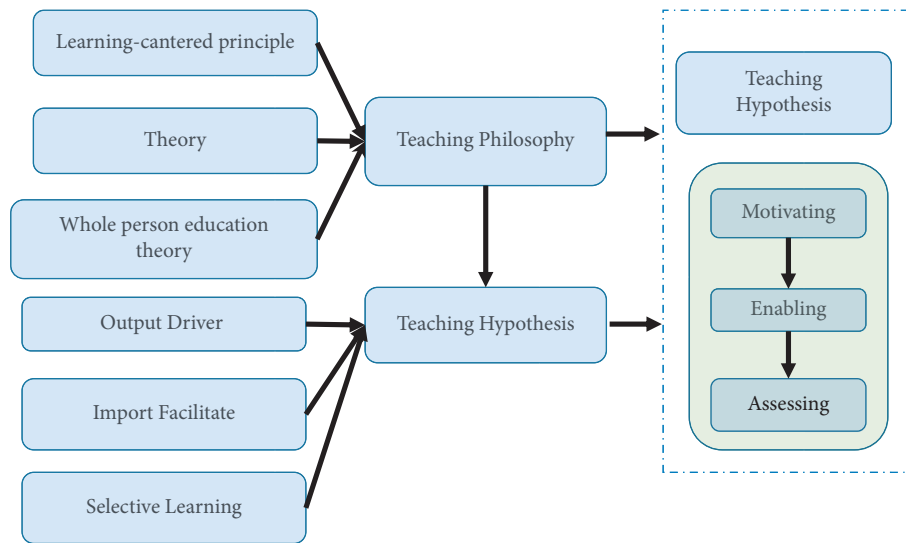 Learning-cantered principle
Theory
Whole person education
theory
Output Driver
Import Facilitate
Selective Learning
Teaching Philosophy
Teaching Hypothesis
Teaching
Hypothesis
Motivating
Enabling
Assessing